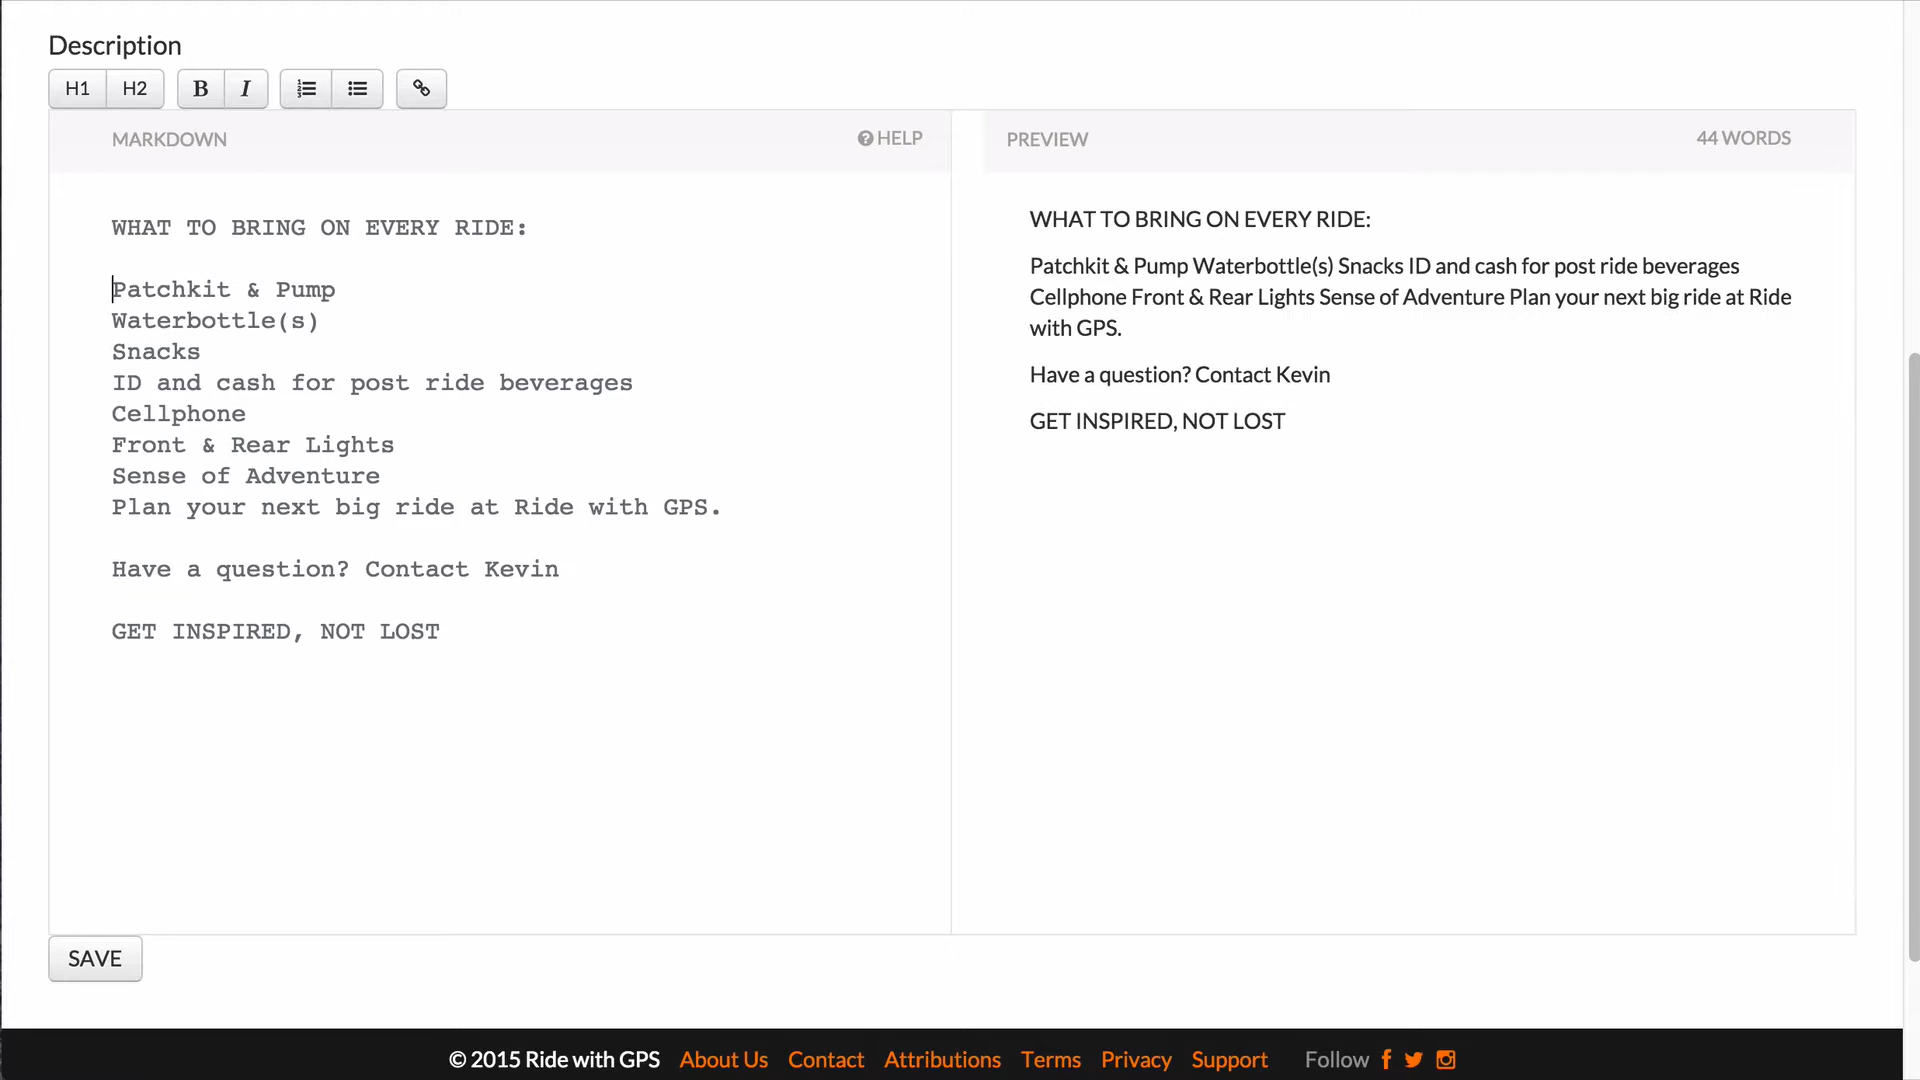 Description
H1 H2 B I
MARKDOWN
HELP
PREVIEW
44 WORDS
WHAT TO BRING ON EVERY RIDE:
Patchkit & Pump
Waterbottle(s)
Snacks
ID and cash for post ride beverages
Cellphone
Front & Rear Lights
Sense of Adventure
Plan your next big ride at Ride with GPS.
Have a question? Contact Kevin
GET INSPIRED, NOT LOST
WHAT TO BRING ON EVERY RIDE:
Patchkit & Pump Waterbottle(s) Snacks ID and cash for post ride beverages
Cellphone Front & Rear Lights Sense of Adventure Plan your next big ride at Ride
with GPS.
Have a question? Contact Kevin
GET INSPIRED, NOT LOST
SAVE
© 2015 Ride with GPS About Us Contact Attributions Terms Privacy Support Follow